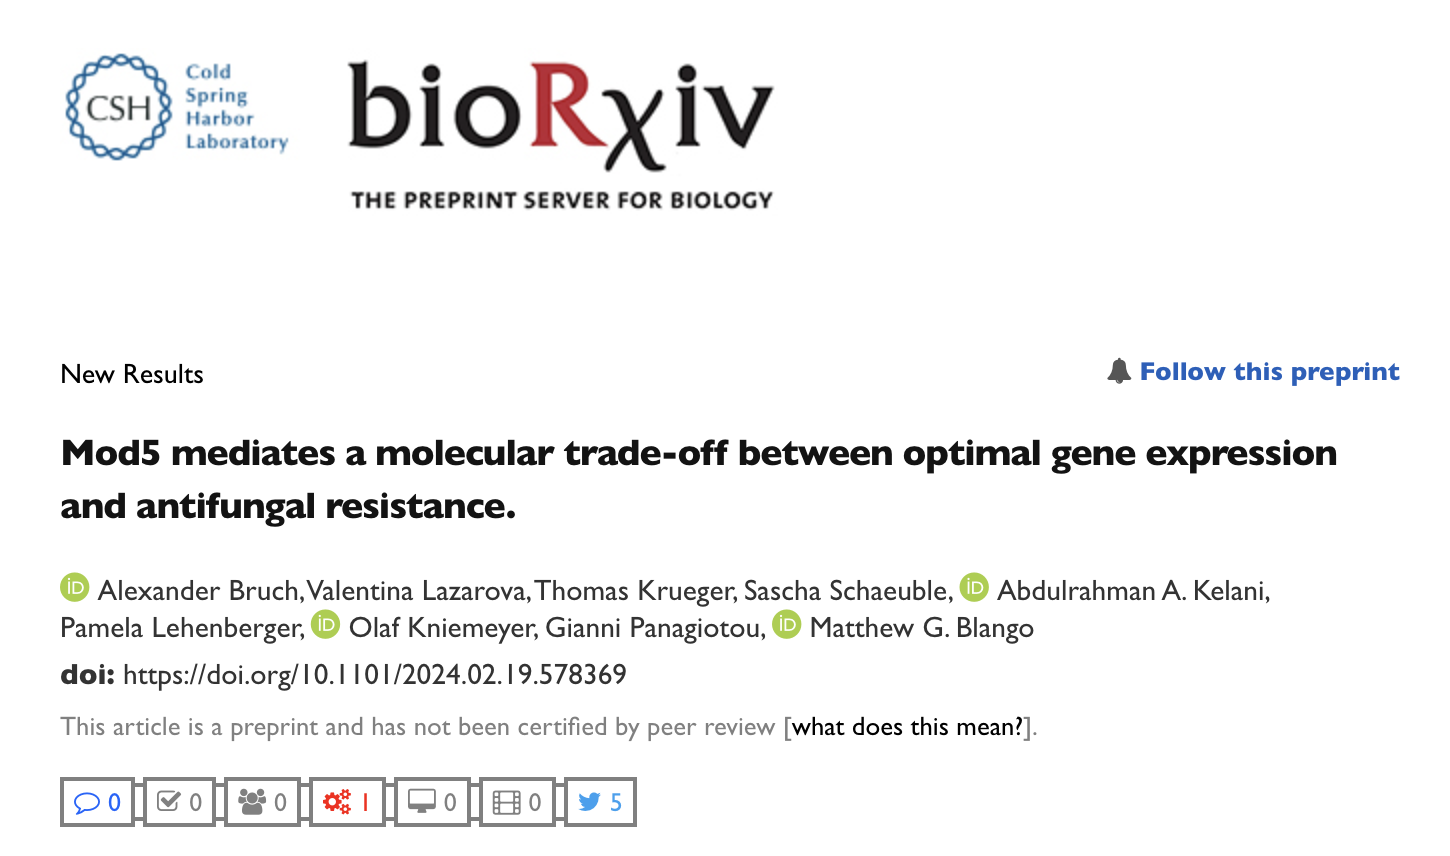 CSH
Cold
Spring
Harbor
Laboratory
bioRχiv
THE PREPRINT SERVER FOR BIOLOGY
New Results
Follow this preprint
Mod5 mediates a molecular trade-off between optimal gene expression
and antifungal resistance.
iD Alexander Bruch, Valentina Lazarova, Thomas Krueger, Sascha Schaeuble, iD Abdulrahman A. Kelani,
Pamela Lehenberger, iD Olaf Kniemeyer, Gianni Panagiotou, iD Matthew G. Blango
doi: https://doi.org/10.1101/2024.02.19.578369
This article is a preprint and has not been certified by peer review [what does this mean?].
0 0 0 1 0 0 5